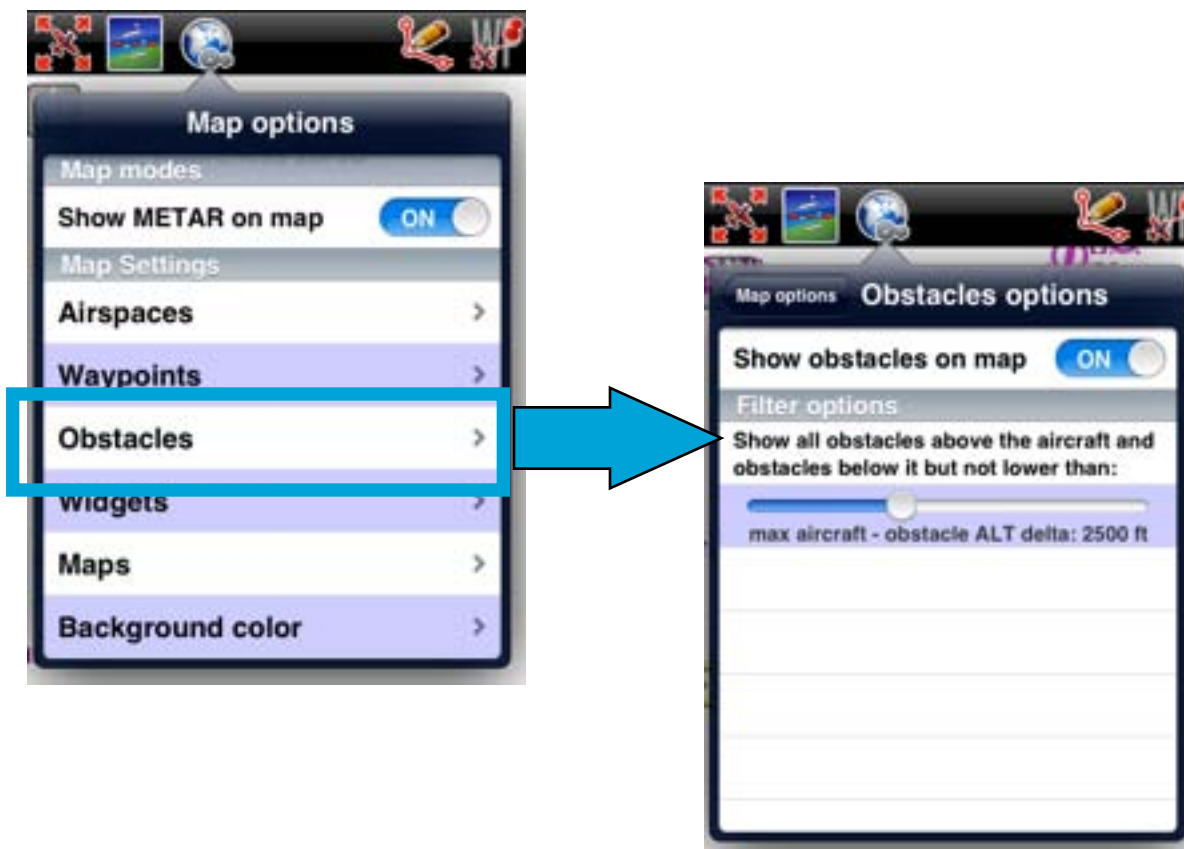 WP
Map options
Map modes
Show METAR on map
ON
Map Settings
Airspaces
Waypoints
Obstacles
Widgets
Maps
Background color
Map options
Obstacles options
Show obstacles on map
ON
Filter options
Show all obstacles above the aircraft and
obstacles below it but not lower than:
max aircraft - obstacle ALT delta: 2500 ft